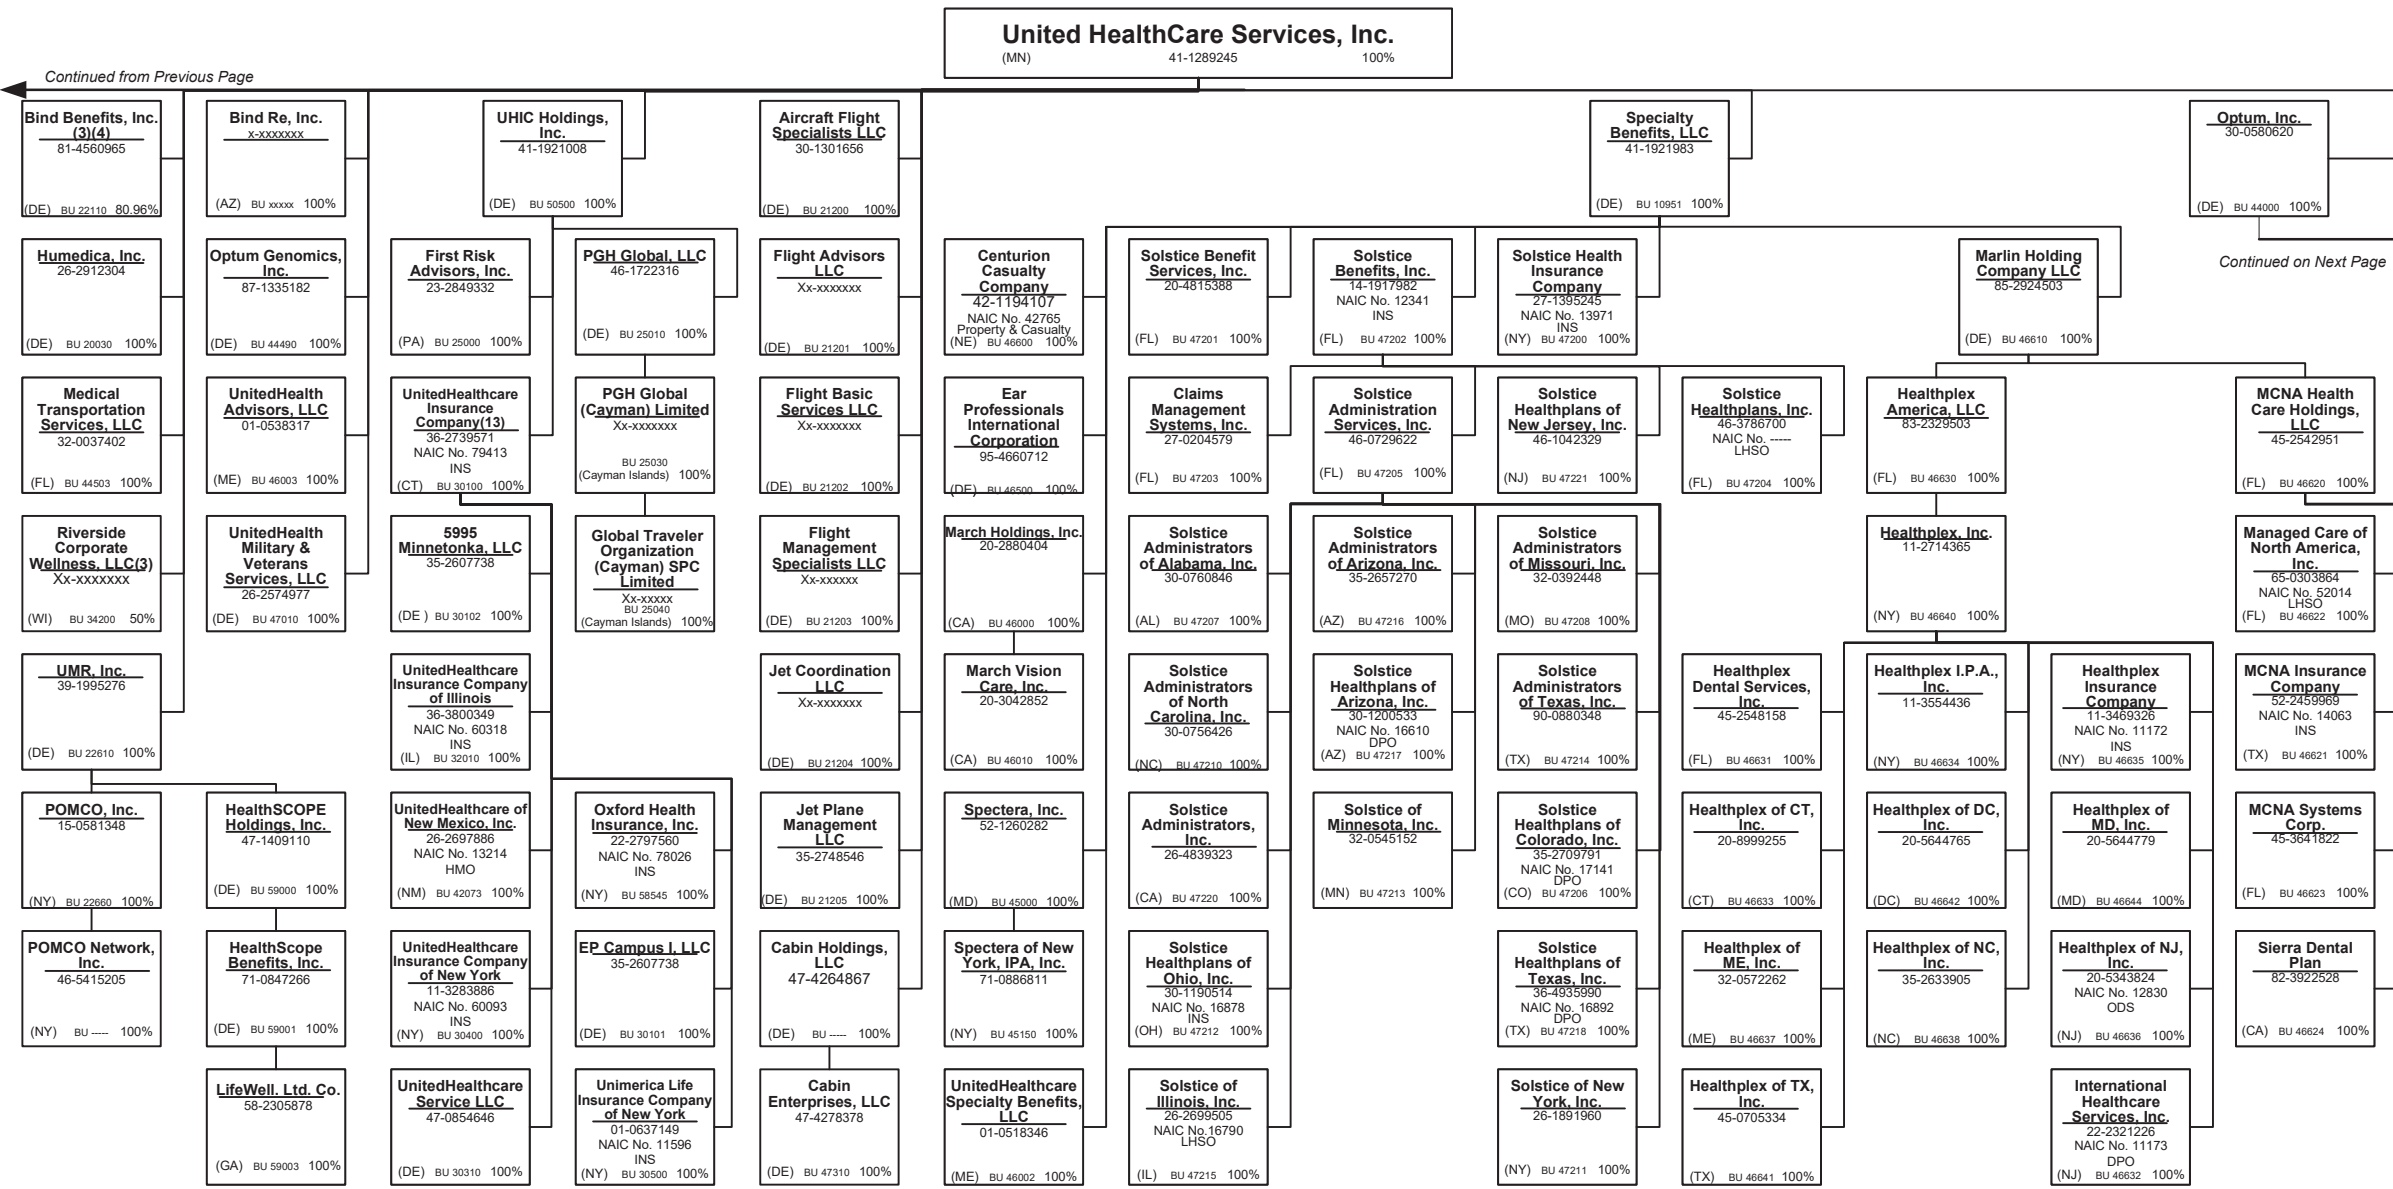 United HealthCare Services, Inc.
(MN) 41-1289245 100%
Continued from Previous Page
Bind Benefits, Inc.
(3)(4)
81-4560965
(DE) BU 22110 80.96%
Bind Re, Inc.
x-xxxxxxx
(AZ) BU xxxxx 100%
UHIC Holdings,
Inc.
41-1921008
(DE) BU 50500 100%
Aircraft Flight
Specialists LLC
30-1301656
(DE) BU 21200 100%
Specialty
Benefits, LLC
41-1921983
(DE) BU 10951 100%
Optum, Inc.
30-0580620
(DE) BU 44000 100%
Continued on Next Page
Humedica, Inc.
26-2912304
(DE) BU 20030 100%
Optum Genomics,
Inc.
87-1335182
(DE) BU 44490 100%
First Risk
Advisors, Inc.
23-2849332
(PA) BU 25000 100%
PGH Global, LLC
46-1722316
(DE) BU 25010 100%
Flight Advisors
LLC
Xx-xxxxxxx
(DE) BU 21201 100%
Centurion
Casualty
Company
42-1194107
NAIC No. 42765
Property & Casualty
(NE) BU 46600 100%
Solstice Benefit
Services, Inc.
20-4815388
(FL) BU 47201 100%
Solstice
Benefits, Inc.
14-1917982
NAIC No. 12341
INS
(FL) BU 47202 100%
Solstice Health
Insurance
Company
27-1395245
NAIC No. 13971
INS
(NY) BU 47200 100%
Marlin Holding
Company LLC
85-2924503
(DE) BU 46610 100%
Medical
Transportation
Services, LLC
32-0037402
(FL) BU 44503 100%
UnitedHealth
Advisors, LLC
01-0538317
(ME) BU 46003 100%
UnitedHealthcare
Insurance
Company(13)
36-2739571
NAIC No. 79413
INS
(CT) BU 30100 100%
PGH Global
(Cayman) Limited
Xx-xxxxxxx
BU 25030
(Cayman Islands) 100%
Flight Basic
Services LLC
Xx-xxxxxxx
(DE) BU 21202 100%
Ear
Professionals
International
Corporation
95-4660712
(DE) BU 46500 100%
Claims
Management
Systems, Inc.
27-0204579
(FL) BU 47203 100%
Solstice
Administration
Services, Inc.
46-0729622
(FL) BU 47205 100%
Solstice
Healthplans of
New Jersey, Inc.
46-1042329
(NJ) BU 47221 100%
Solstice
Healthplans, Inc.
46-3786700
NAIC No. -----
LHSO
(FL) BU 47204 100%
Healthplex
America, LLC
83-2329503
(FL) BU 46630 100%
MCNA Health
Care Holdings,
LLC
45-2542951
(FL) BU 46620 100%
Riverside
Corporate
Wellness, LLC(3)
Xx-xxxxxxx
(WI) BU 34200 50%
UnitedHealth
Military &
Veterans
Services, LLC
26-2574977
(DE) BU 47010 100%
5995
Minnetonka, LLC
35-2607738
(DE ) BU 30102 100%
Global Traveler
Organization
(Cayman) SPC
Limited
Xx-xxxxx
BU 25040
(Cayman Islands) 100%
Flight
Management
Specialists LLC
Xx-xxxxxx
(DE) BU 21203 100%
March Holdings, Inc.
20-2880404
(CA) BU 46000 100%
Solstice
Administrators
of Alabama, Inc.
30-0760846
(AL) BU 47207 100%
Solstice
Administrators
of Arizona, Inc.
35-2657270
(AZ) BU 47216 100%
Solstice
Administrators
of Missouri, Inc.
32-0392448
(MO) BU 47208 100%
Healthplex, Inc.
11-2714365
(NY) BU 46640 100%
Managed Care of
North America,
Inc.
65-0303864
NAIC No. 52014
LHSO
(FL) BU 46622 100%
UMR, Inc.
39-1995276
(DE) BU 22610 100%
UnitedHealthcare
Insurance Company
of Illinois
36-3800349
NAIC No. 60318
INS
(IL) BU 32010 100%
Jet Coordination
LLC
Xx-xxxxxxx
(DE) BU 21204 100%
March Vision
Care, Inc.
20-3042852
(CA) BU 46010 100%
Solstice
Administrators
of North
Carolina, Inc.
30-0756426
(NC) BU 47210 100%
Solstice
Healthplans of
Arizona, Inc.
30-1200533
NAIC No. 16610
DPO
(AZ) BU 47217 100%
Solstice
Administrators
of Texas, Inc.
90-0880348
(TX) BU 47214 100%
Healthplex
Dental Services,
Inc.
45-2548158
(FL) BU 46631 100%
Healthplex I.P.A.,
Inc.
11-3554436
(NY) BU 46634 100%
Healthplex
Insurance
Company
11-3469326
NAIC No. 11172
INS
(NY) BU 46635 100%
MCNA Insurance
Company
52-2459969
NAIC No. 14063
INS
(TX) BU 46621 100%
POMCO, Inc.
15-0581348
(NY) BU 22660 100%
HealthSCOPE
Holdings, Inc.
47-1409110
(DE) BU 59000 100%
UnitedHealthcare of
New Mexico, Inc.
26-2697886
NAIC No. 13214
HMO
(NM) BU 42073 100%
Oxford Health
Insurance, Inc.
22-2797560
NAIC No. 78026
INS
(NY) BU 58545 100%
Jet Plane
Management
LLC
35-2748546
(DE) BU 21205 100%
Spectera, Inc.
52-1260282
(MD) BU 45000 100%
Solstice
Administrators,
Inc.
26-4839323
(CA) BU 47220 100%
Solstice of
Minnesota, Inc.
32-0545152
(MN) BU 47213 100%
Solstice
Healthplans of
Colorado, Inc.
35-2709791
NAIC No. 17141
DPO
(CO) BU 47206 100%
Healthplex of CT,
Inc.
20-8999255
(CT) BU 46633 100%
Healthplex of DC,
Inc.
20-5644765
(DC) BU 46642 100%
Healthplex of
MD, Inc.
20-5644779
(MD) BU 46644 100%
MCNA Systems
Corp.
45-3641822
(FL) BU 46623 100%
POMCO Network,
Inc.
46-5415205
(NY) BU ----- 100%
HealthScope
Benefits, Inc.
71-0847266
(DE) BU 59001 100%
UnitedHealthcare
Insurance Company
of New York
11-3283886
NAIC No. 60093
INS
(NY) BU 30400 100%
EP Campus I, LLC
35-2607738
(DE) BU 30101 100%
Cabin Holdings,
LLC
47-4264867
(DE) BU ----- 100%
Spectera of New
York, IPA, Inc.
71-0886811
(NY) BU 45150 100%
Solstice
Healthplans of
Ohio, Inc.
30-1190514
NAIC No. 16878
INS
(OH) BU 47212 100%
Solstice
Healthplans of
Texas, Inc.
36-4935990
NAIC No. 16892
DPO
(TX) BU 47218 100%
Healthplex of
ME, Inc.
32-0572262
(ME) BU 46637 100%
Healthplex of NC,
Inc.
35-2633905
(NC) BU 46638 100%
Healthplex of NJ,
Inc.
20-5343824
NAIC No. 12830
ODS
(NJ) BU 46636 100%
Sierra Dental
Plan
82-3922528
(CA) BU 46624 100%
LifeWell. Ltd. Co.
58-2305878
(GA) BU 59003 100%
UnitedHealthcare
Service LLC
47-0854646
(DE) BU 30310 100%
Unimerica Life
Insurance Company
of New York
01-0637149
NAIC No. 11596
INS
(NY) BU 30500 100%
Cabin
Enterprises, LLC
47-4278378
(DE) BU 47310 100%
UnitedHealthcare
Specialty Benefits,
LLC
01-0518346
(ME) BU 46002 100%
Solstice of
Illinois, Inc.
26-2699505
NAIC No.16790
LHSO
(IL) BU 47215 100%
Solstice of New
York, Inc.
26-1891960
(NY) BU 47211 100%
Healthplex of TX,
Inc.
45-0705334
(TX) BU 46641 100%
International
Healthcare
Services, Inc.
22-2321226
NAIC No. 11173
DPO
(NJ) BU 46632 100%